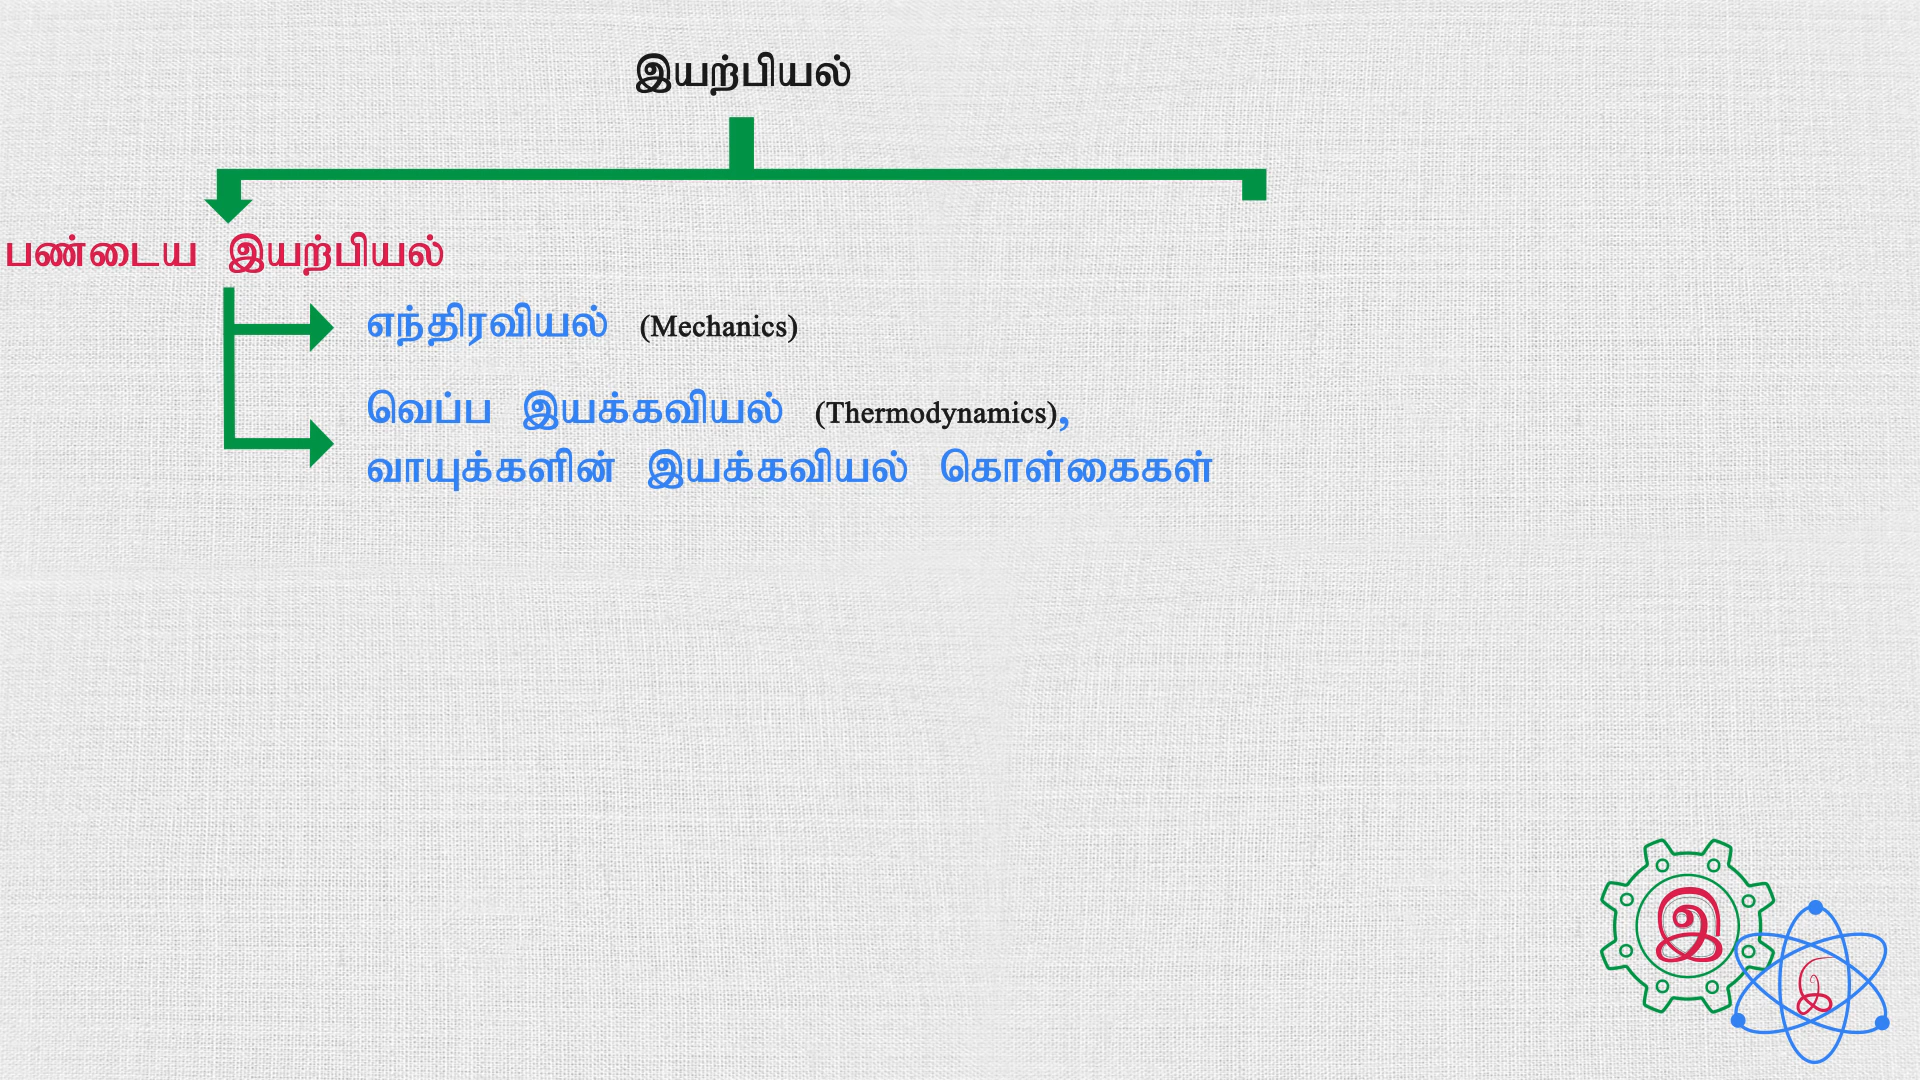 இயற்பியல்
பண்டைய இயற்பியல்
எந்திரவியல் (Mechanics)
வெப்ப இயக்கவியல் (Thermodynamics),
வாயுக்களின் இயக்கவியல் கொள்கைகள்
இ